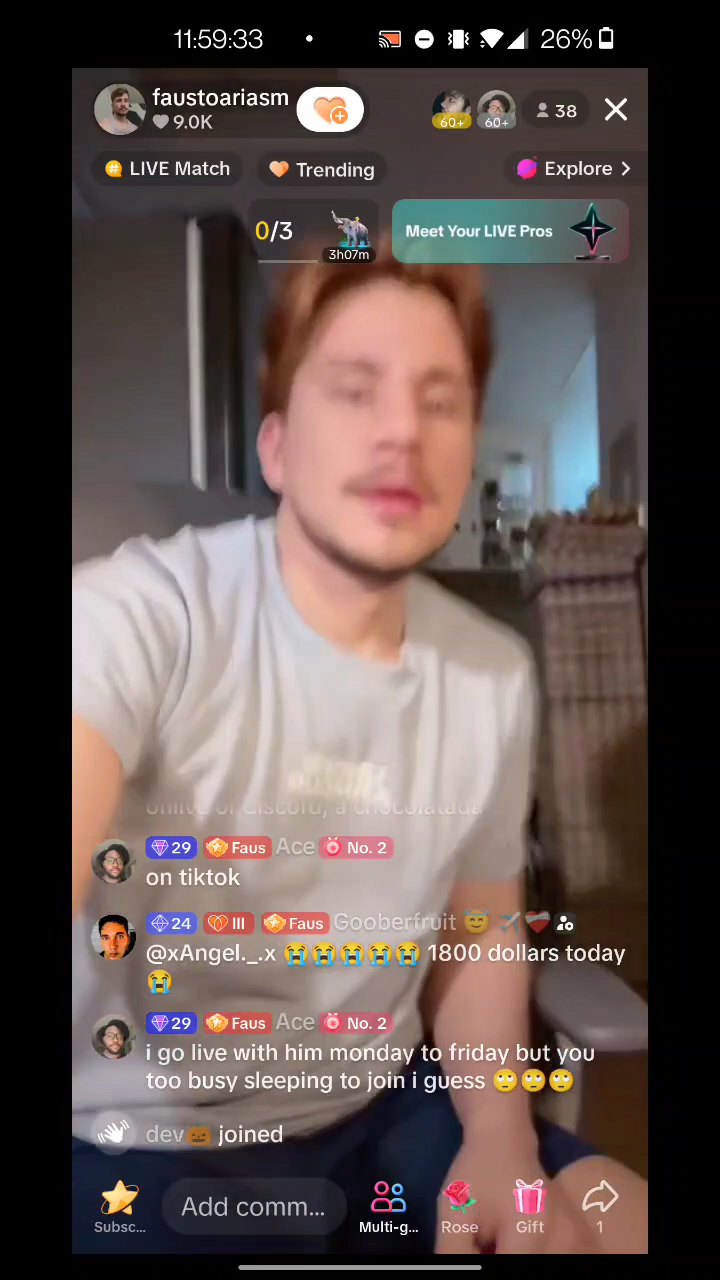 11:59:33
26%
faustoariasm
9.0K
60+
60+
38
LIVE Match
Trending
Explore
0/3
3h07m
Meet Your LIVE Pros
29 Faus Ace No. 2
on tiktok
24 III Faus Gooberfruit 😇 ✈️❤️‍🩹
@xAngel._.x 😭😭😭😭😭 1800 dollars today
😭
29 Faus Ace No. 2
i go live with him monday to friday but you
too busy sleeping to join i guess 🙄🙄🙄
dev🎃 joined
Subsc...
Add comm...
Multi-g...
Rose
Gift
1